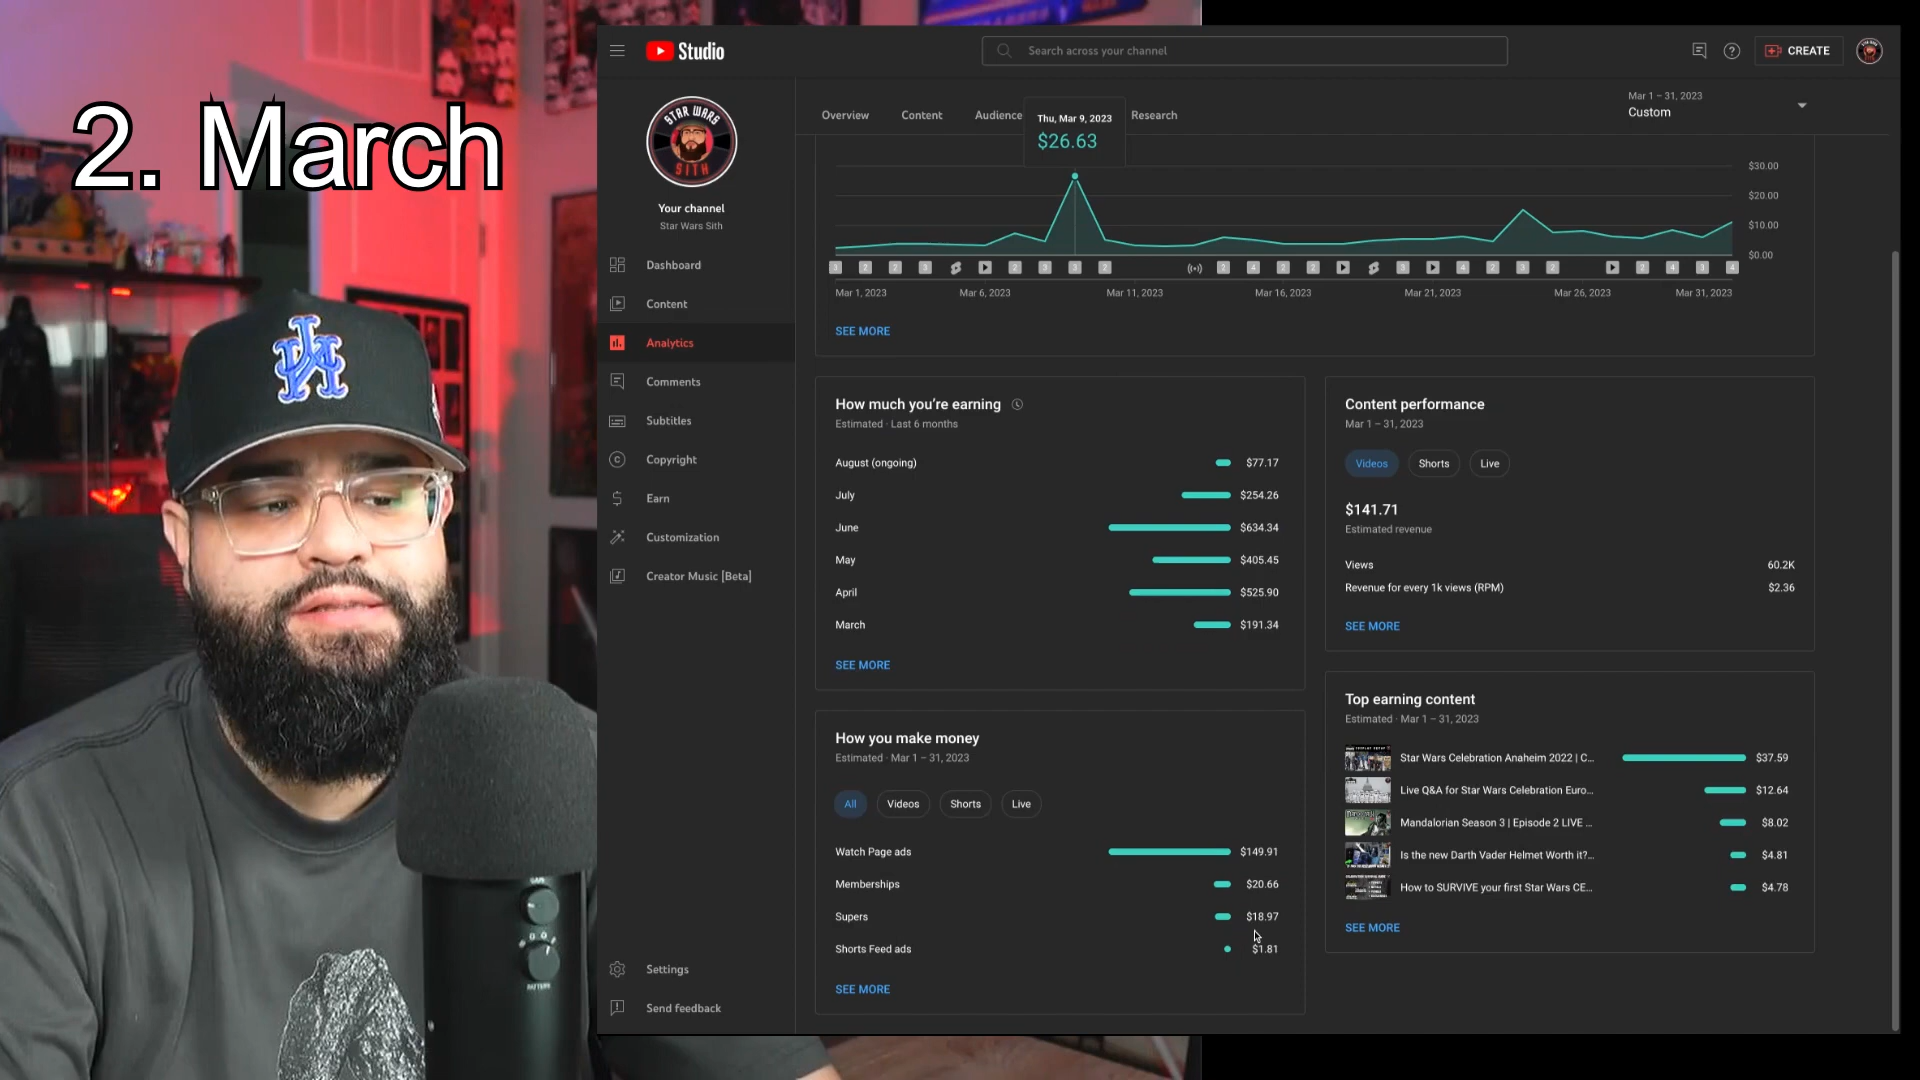 2. March
Studio
Search across your channel
CREATE
STAR WARS
SITH
Your channel
Star Wars Sith
Dashboard
Content
Analytics
Comments
Subtitles
Copyright
Earn
Customization
Creator Music [Beta]
Settings
Send feedback
Overview
Content
Audience
Research
Mar 1 – 31, 2023
Custom
Thu, Mar 9, 2023
$26.63
$30.00
$20.00
$10.00
$0.00
Mar 1, 2023
Mar 6, 2023
Mar 11, 2023
Mar 16, 2023
Mar 21, 2023
Mar 26, 2023
Mar 31, 2023
SEE MORE
How much you're earning
Estimated · Last 6 months
August (ongoing) $77.17
July $254.26
June $634.34
May $405.45
April $525.90
March $191.34
SEE MORE
How you make money
Estimated · Mar 1 – 31, 2023
All Videos Shorts Live
Watch Page ads $149.91
Memberships $20.66
Supers $18.97
Shorts Feed ads $1.81
SEE MORE
Content performance
Mar 1 – 31, 2023
Videos Shorts Live
$141.71
Estimated revenue
Views 60.2K
Revenue for every 1k views (RPM) $2.36
SEE MORE
Top earning content
Estimated · Mar 1 – 31, 2023
Star Wars Celebration Anaheim 2022 | C... $37.59
Live Q&A for Star Wars Celebration Euro... $12.64
Mandalorian Season 3 | Episode 2 LIVE ... $8.02
Is the new Darth Vader Helmet Worth it?... $4.81
How to SURVIVE your first Star Wars CE... $4.78
SEE MORE